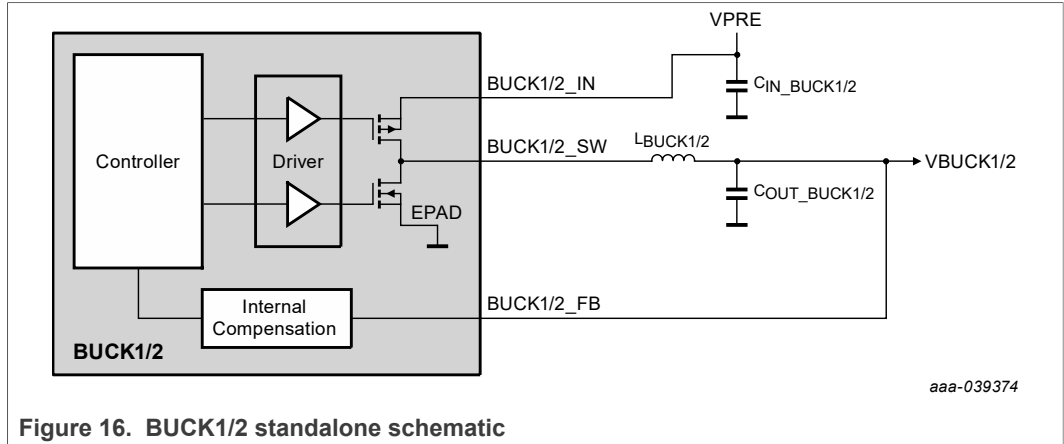 VPRE
BUCK1/2_IN
CIN_BUCK1/2
Controller
Driver
BUCK1/2_SW
LBUCK1/2
VBUCK1/2
COUT_BUCK1/2
EPAD
BUCK1/2_FB
Internal
Compensation
BUCK1/2
aaa-039374
Figure 16. BUCK1/2 standalone schematic